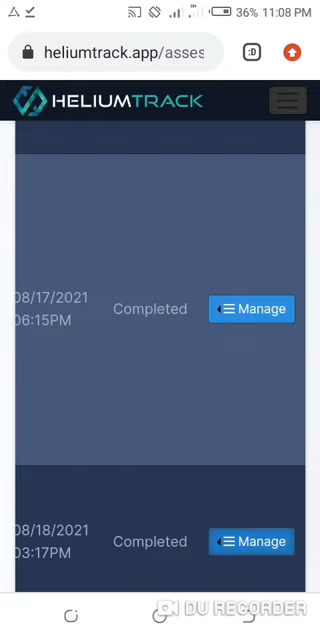 36% 11:08 PM
heliumtrack.app/asses
:D
HELIUMTRACK
08/17/2021
06:15PM
Completed
Manage
08/18/2021
03:17PM
Completed
Manage
DU RECORDER